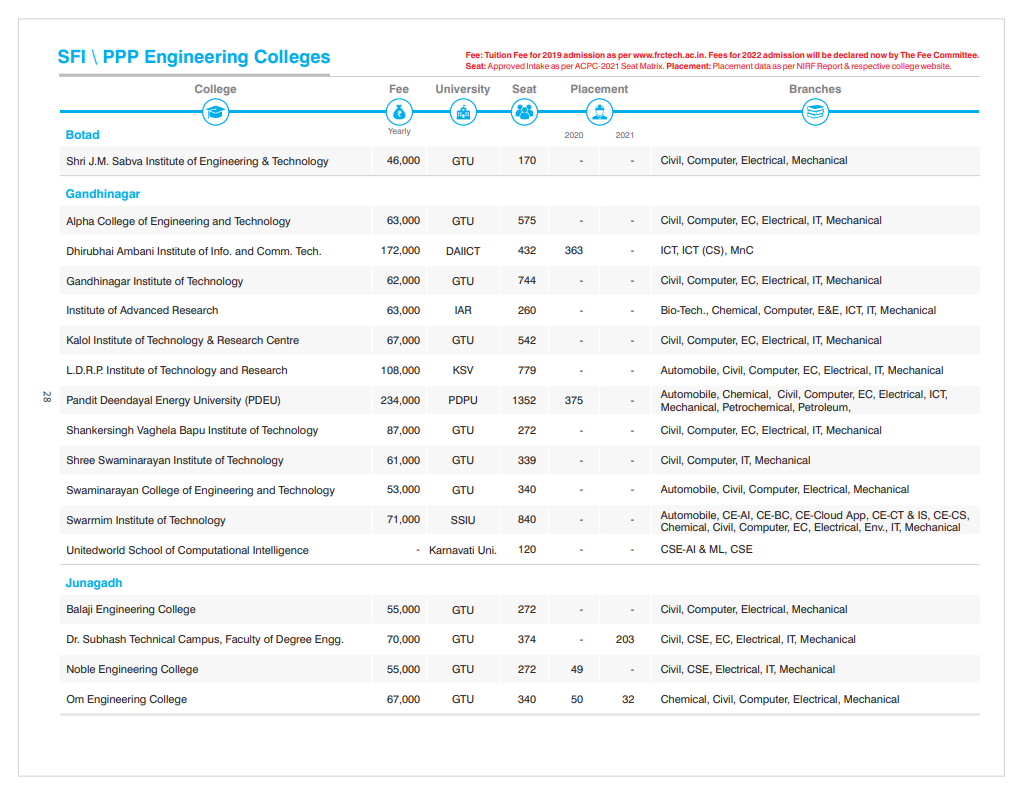 SFI \ PPP Engineering Colleges
Fee: Tuition Fee for 2019 admission as per www.frctech.ac.in. Fees for 2022 admission will be declared now by The Fee Committee.
Seat: Approved Intake as per ACPC-2021 Seat Matrix. Placement: Placement data as per NIRF Report & respective college website.
College Fee University Seat Placement Branches
Yearly 2020 2021
Botad
Shri J.M. Sabva Institute of Engineering & Technology 46,000 GTU 170 - - Civil, Computer, Electrical, Mechanical
Gandhinagar
Alpha College of Engineering and Technology 63,000 GTU 575 - - Civil, Computer, EC, Electrical, IT, Mechanical
Dhirubhai Ambani Institute of Info. and Comm. Tech. 172,000 DAIICT 432 363 - ICT, ICT (CS), MnC
Gandhinagar Institute of Technology 62,000 GTU 744 - - Civil, Computer, EC, Electrical, IT, Mechanical
Institute of Advanced Research 63,000 IAR 260 - - Bio-Tech., Chemical, Computer, E&E, ICT, IT, Mechanical
Kalol Institute of Technology & Research Centre 67,000 GTU 542 - - Civil, Computer, EC, Electrical, IT, Mechanical
L.D.R.P. Institute of Technology and Research 108,000 KSV 779 - - Automobile, Civil, Computer, EC, Electrical, IT, Mechanical
Pandit Deendayal Energy University (PDEU) 234,000 PDPU 1352 375 - Automobile, Chemical, Civil, Computer, EC, Electrical, ICT,
Mechanical, Petrochemical, Petroleum,
Shankersingh Vaghela Bapu Institute of Technology 87,000 GTU 272 - - Civil, Computer, EC, Electrical, IT, Mechanical
Shree Swaminarayan Institute of Technology 61,000 GTU 339 - - Civil, Computer, IT, Mechanical
Swaminarayan College of Engineering and Technology 53,000 GTU 340 - - Automobile, Civil, Computer, Electrical, Mechanical
Swarrnim Institute of Technology 71,000 SSIU 840 - - Automobile, CE-AI, CE-BC, CE-Cloud App, CE-CT & IS, CE-CS,
Chemical, Civil, Computer, EC, Electrical, Env., IT, Mechanical
Unitedworld School of Computational Intelligence - Karnavati Uni. 120 - - CSE-AI & ML, CSE
Junagadh
Balaji Engineering College 55,000 GTU 272 - - Civil, Computer, Electrical, Mechanical
Dr. Subhash Technical Campus, Faculty of Degree Engg. 70,000 GTU 374 - 203 Civil, CSE, EC, Electrical, IT, Mechanical
Noble Engineering College 55,000 GTU 272 49 - Civil, CSE, Electrical, IT, Mechanical
Om Engineering College 67,000 GTU 340 50 32 Chemical, Civil, Computer, Electrical, Mechanical
28